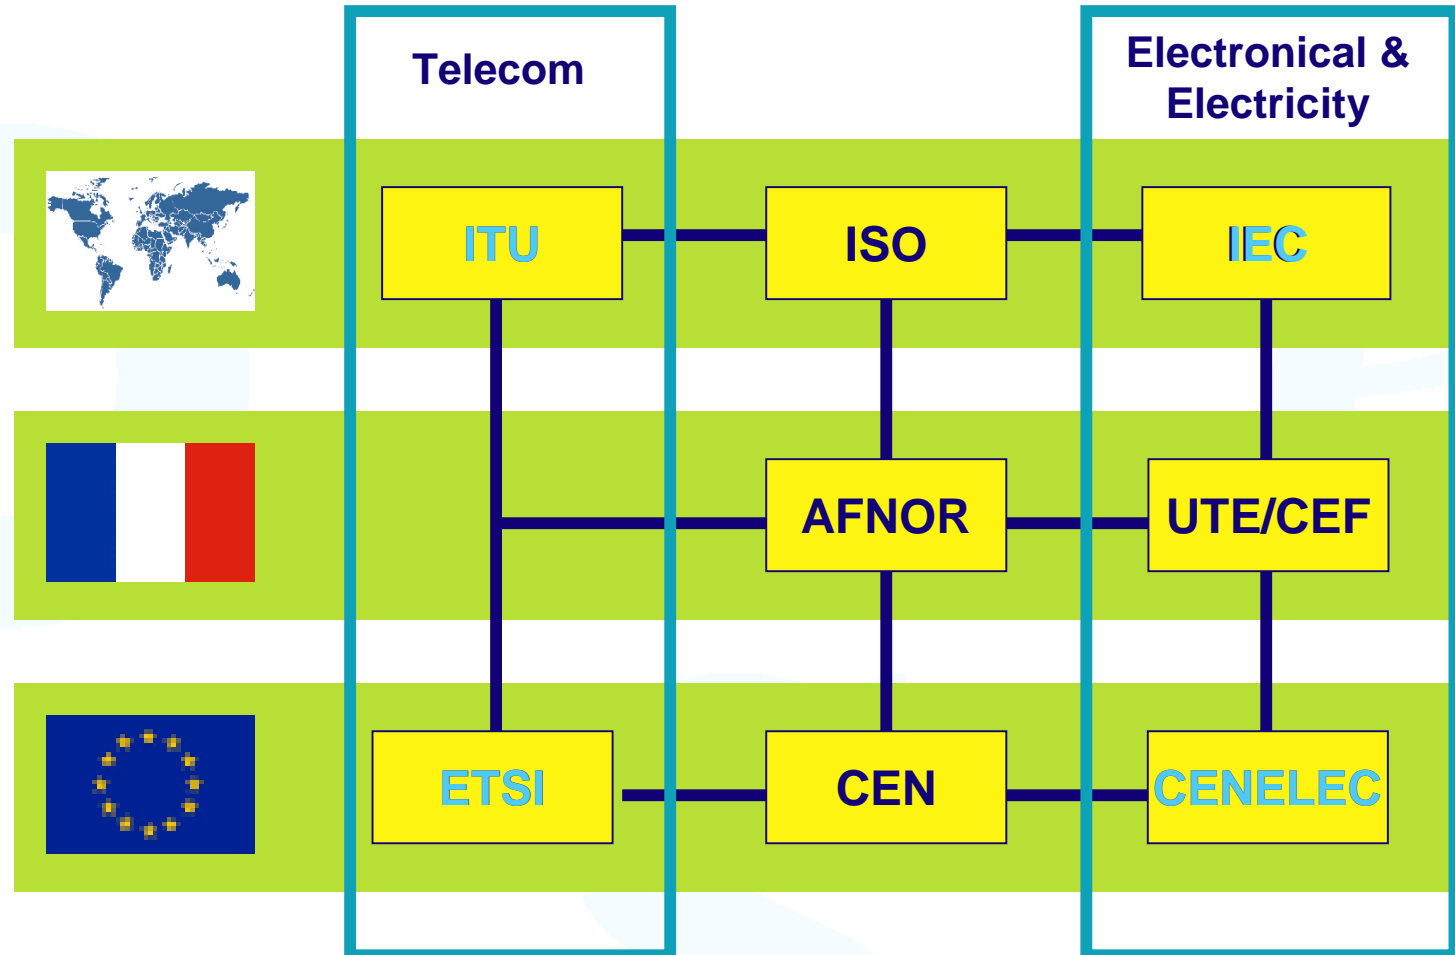 Telecom
Electronical &
Electricity
ITU
ISO
IEC
AFNOR
UTE/CEF
ETSI
CEN
CENELEC